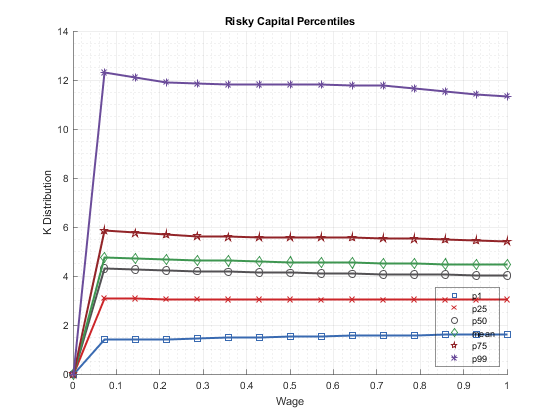 Risky Capital Percentiles
14
12
10
8
6
4
2
0
K Distribution
p1
p25
p50
mean
p75
p99
0 0.1 0.2 0.3 0.4 0.5 0.6 0.7 0.8 0.9 1
Wage